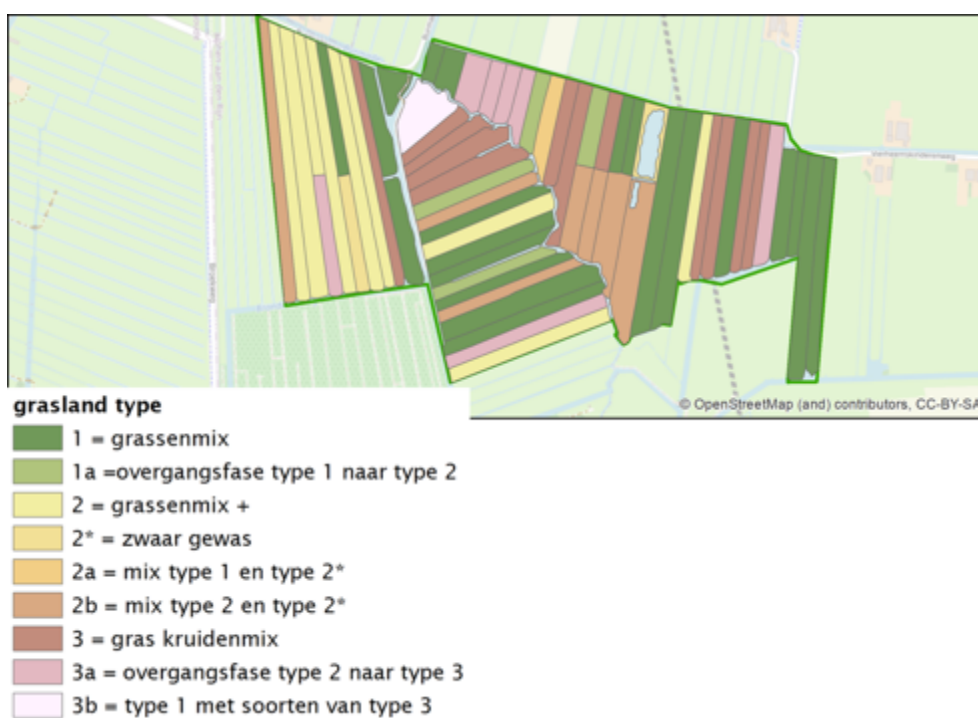 © OpenStreetMap (and) contributors, CC-BY-SA
grasland type
1 = grassenmix
1a =overgangsfase type 1 naar type 2
2 = grassenmix +
2* = zwaar gewas
2a = mix type 1 en type 2*
2b = mix type 2 en type 2*
3 = gras kruidenmix
3a = overgangsfase type 2 naar type 3
3b = type 1 met soorten van type 3